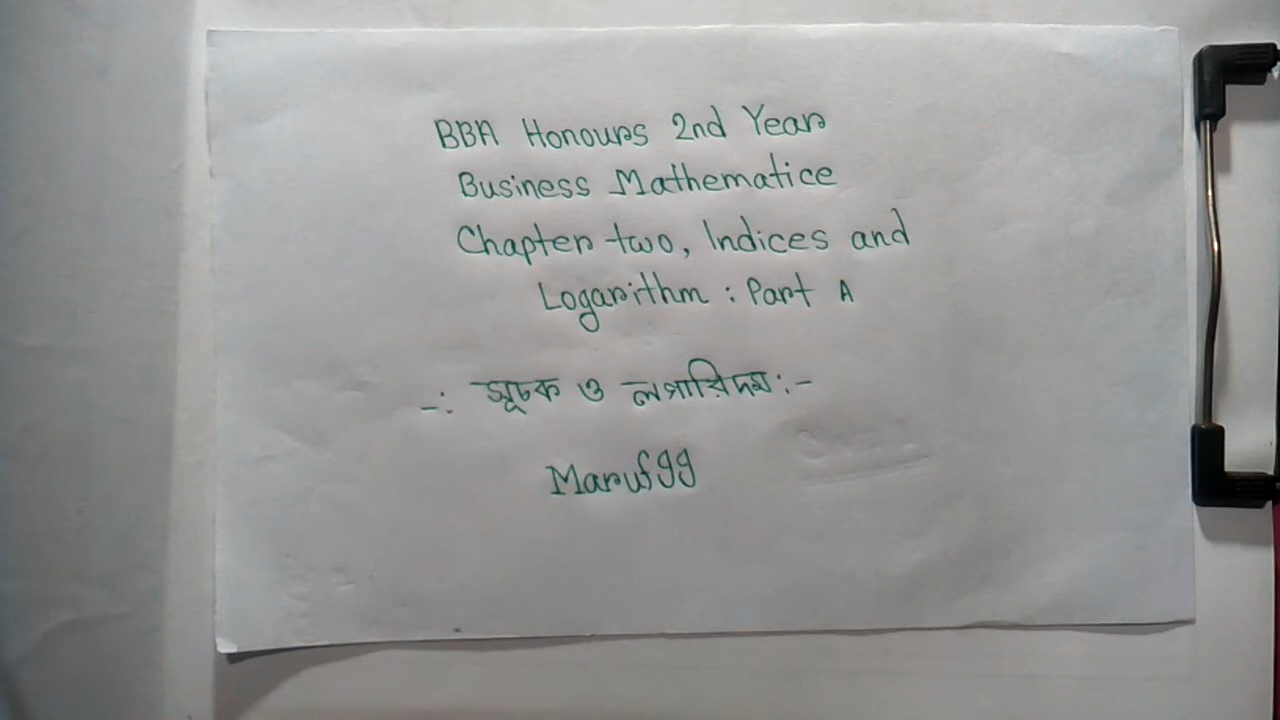 BBA Honours 2nd Year
Business Mathematice
Chapter two, Indices and
Logarithm : Part A
-: সূচক ও লগারিদম :-
Maruf99